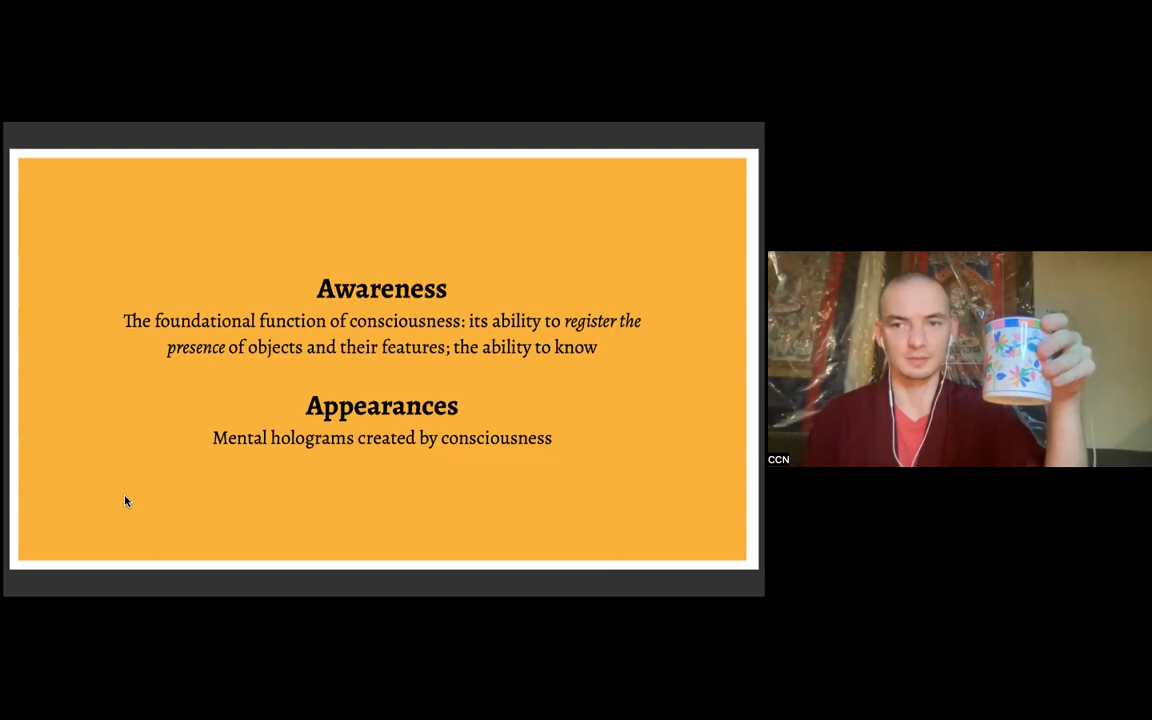 Awareness
The foundational function of consciousness: its ability to register the
presence of objects and their features; the ability to know
Appearances
Mental holograms created by consciousness
CCN